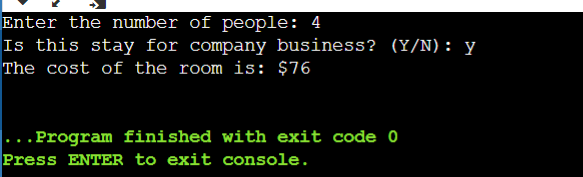 Enter the number of people: 4
Is this stay for company business? (Y/N): y
The cost of the room is: $76
...Program finished with exit code 0
Press ENTER to exit console.